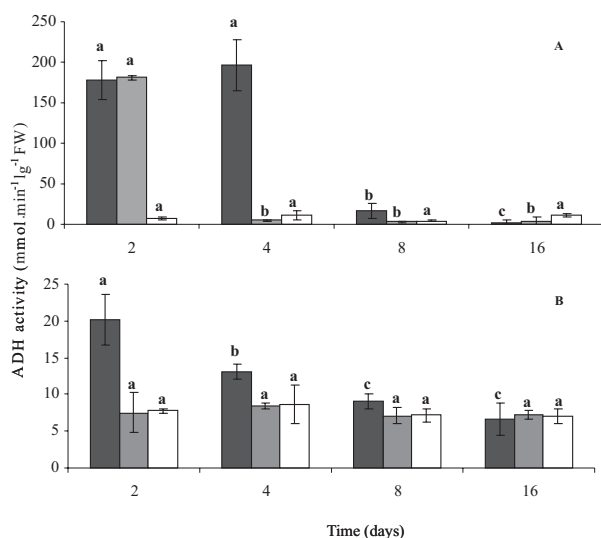 250
200
150
100
50
0
A
a a a
a b a
b b a
c b a
2 4 8 16
ADH activity (mmol.min⁻¹lg⁻¹FW)
25
20
15
10
5
0
B
a a a
b a a
c a a
c a a
2 4 8 16
Time (days)